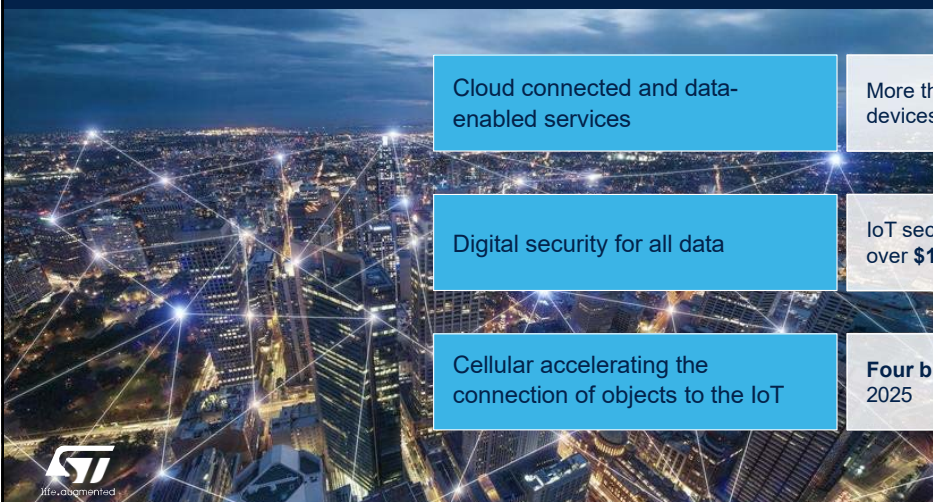 Cloud connected and data-
enabled services
More th
devices
Digital security for all data
IoT sec
over $1
Cellular accelerating the
connection of objects to the IoT
Four b
2025
life.augmented